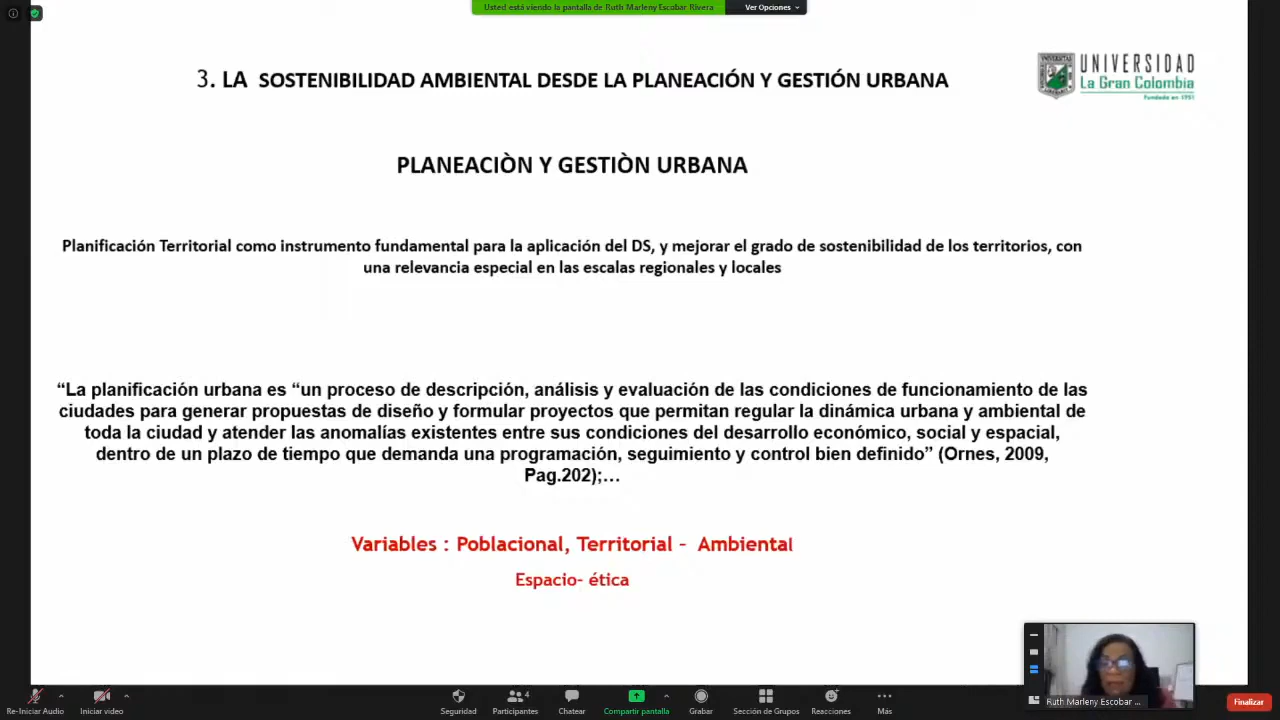 Usted está viendo la pantalla de Ruth Marleny Escobar Rivera
Ver Opciones
3. LA SOSTENIBILIDAD AMBIENTAL DESDE LA PLANEACIÓN Y GESTIÓN URBANA
UNIVERSIDAD
La Gran Colombia
Fundada en 1951
PLANEACIÒN Y GESTIÒN URBANA
Planificación Territorial como instrumento fundamental para la aplicación del DS, y mejorar el grado de sostenibilidad de los territorios, con
una relevancia especial en las escalas regionales y locales
“La planificación urbana es “un proceso de descripción, análisis y evaluación de las condiciones de funcionamiento de las
ciudades para generar propuestas de diseño y formular proyectos que permitan regular la dinámica urbana y ambiental de
toda la ciudad y atender las anomalías existentes entre sus condiciones del desarrollo económico, social y espacial,
dentro de un plazo de tiempo que demanda una programación, seguimiento y control bien definido” (Ornes, 2009,
Pag.202);…
Variables : Poblacional, Territorial – Ambiental
Espacio- ética
Ruth Marleny Escobar ...
Re-Iniciar Audio
Iniciar video
Seguridad
4
Participantes
Chatear
Compartir pantalla
Grabar
Sección de Grupos
Reacciones
Más
Finalizar